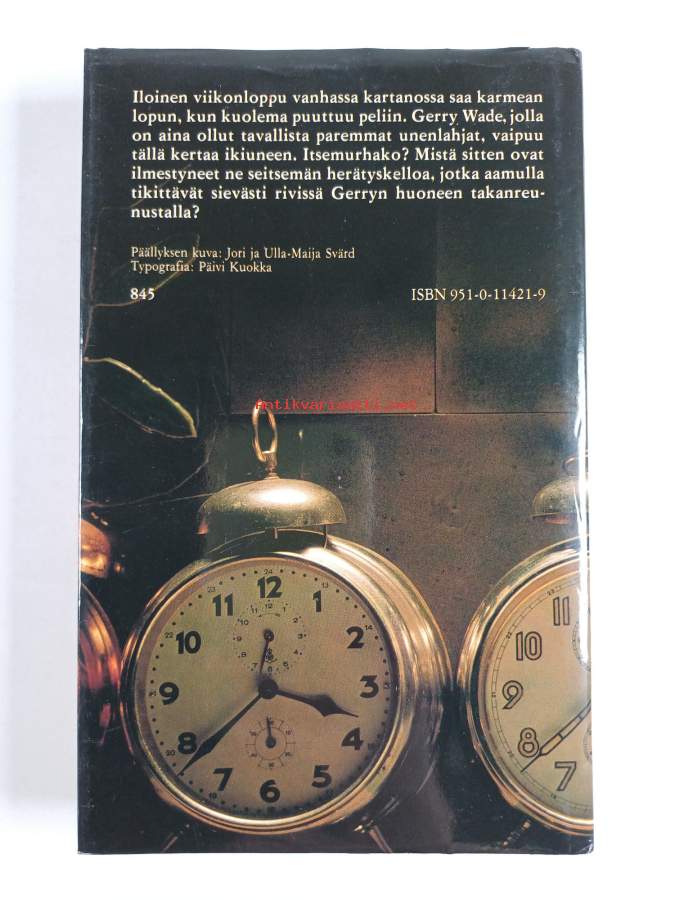 Iloinen viikonloppu vanhassa kartanossa saa karmean
lopun, kun kuolema puuttuu peliin. Gerry Wade, jolla
on aina ollut tavallista paremmat unenlahjat, vaipuu
tällä kertaa ikiuneen. Itsemurhako? Mistä sitten ovat
ilmestyneet ne seitsemän herätyskelloa, jotka aamulla
tikittävät sievästi rivissä Gerryn huoneen takanreu-
nustalla?
Päällyksen kuva: Jori ja Ulla-Maija Svärd
Typografia: Päivi Kuokka
845 ISBN 951-0-11421-9
Antikvariaatti.net
12
11 1
10 2
9 3
8 4
7 5
6
11
10
9
8
7